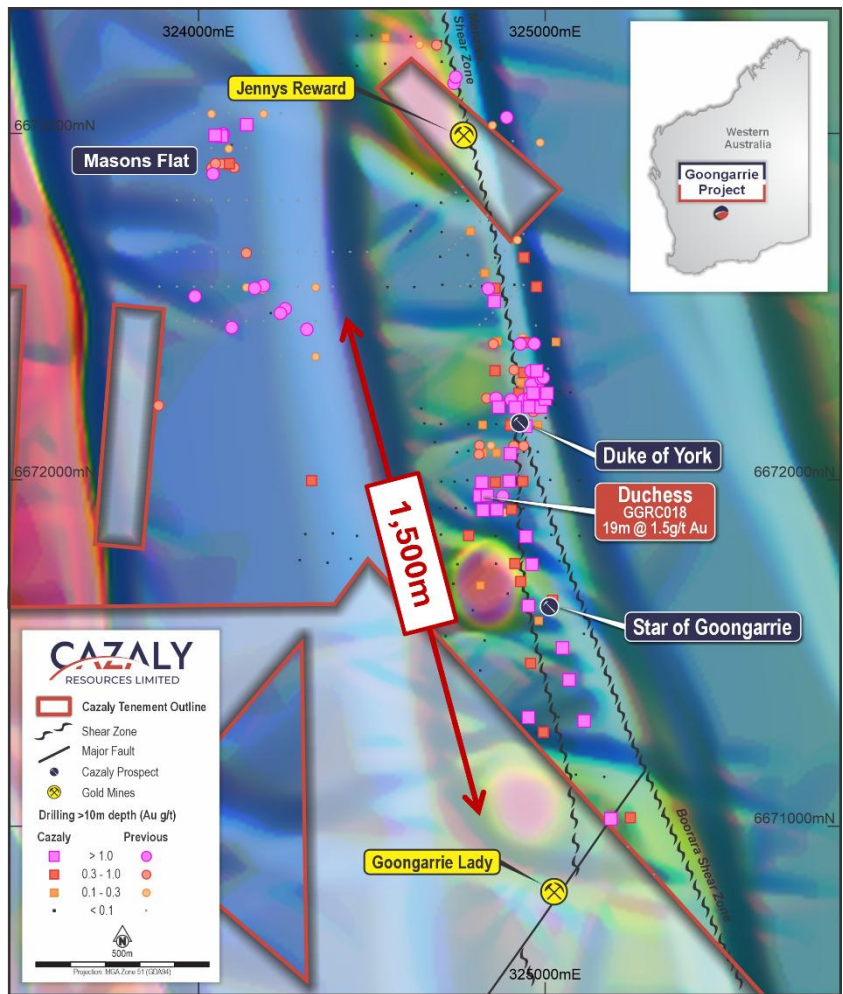 324000mE
325000mE
Boorara
Shear Zone
Jennys Reward
6673000mN
Masons Flat
Western
Australia
Goongarrie
Project
Duke of York
6672000mN
Duchess
GGRC018
19m @ 1.5g/t Au
1,500m
Star of Goongarrie
CAZALY
RESOURCES LIMITED
Cazaly Tenement Outline
Shear Zone
Major Fault
Cazaly Prospect
Gold Mines
Drilling >10m depth (Au g/t)
Cazaly Previous
> 1.0
0.3 - 1.0
0.1 - 0.3
< 0.1
N
500m
Projection: MGA Zone 51 (GDA94)
6671000mN
Boorara Shear Zone
Goongarrie Lady
325000mE